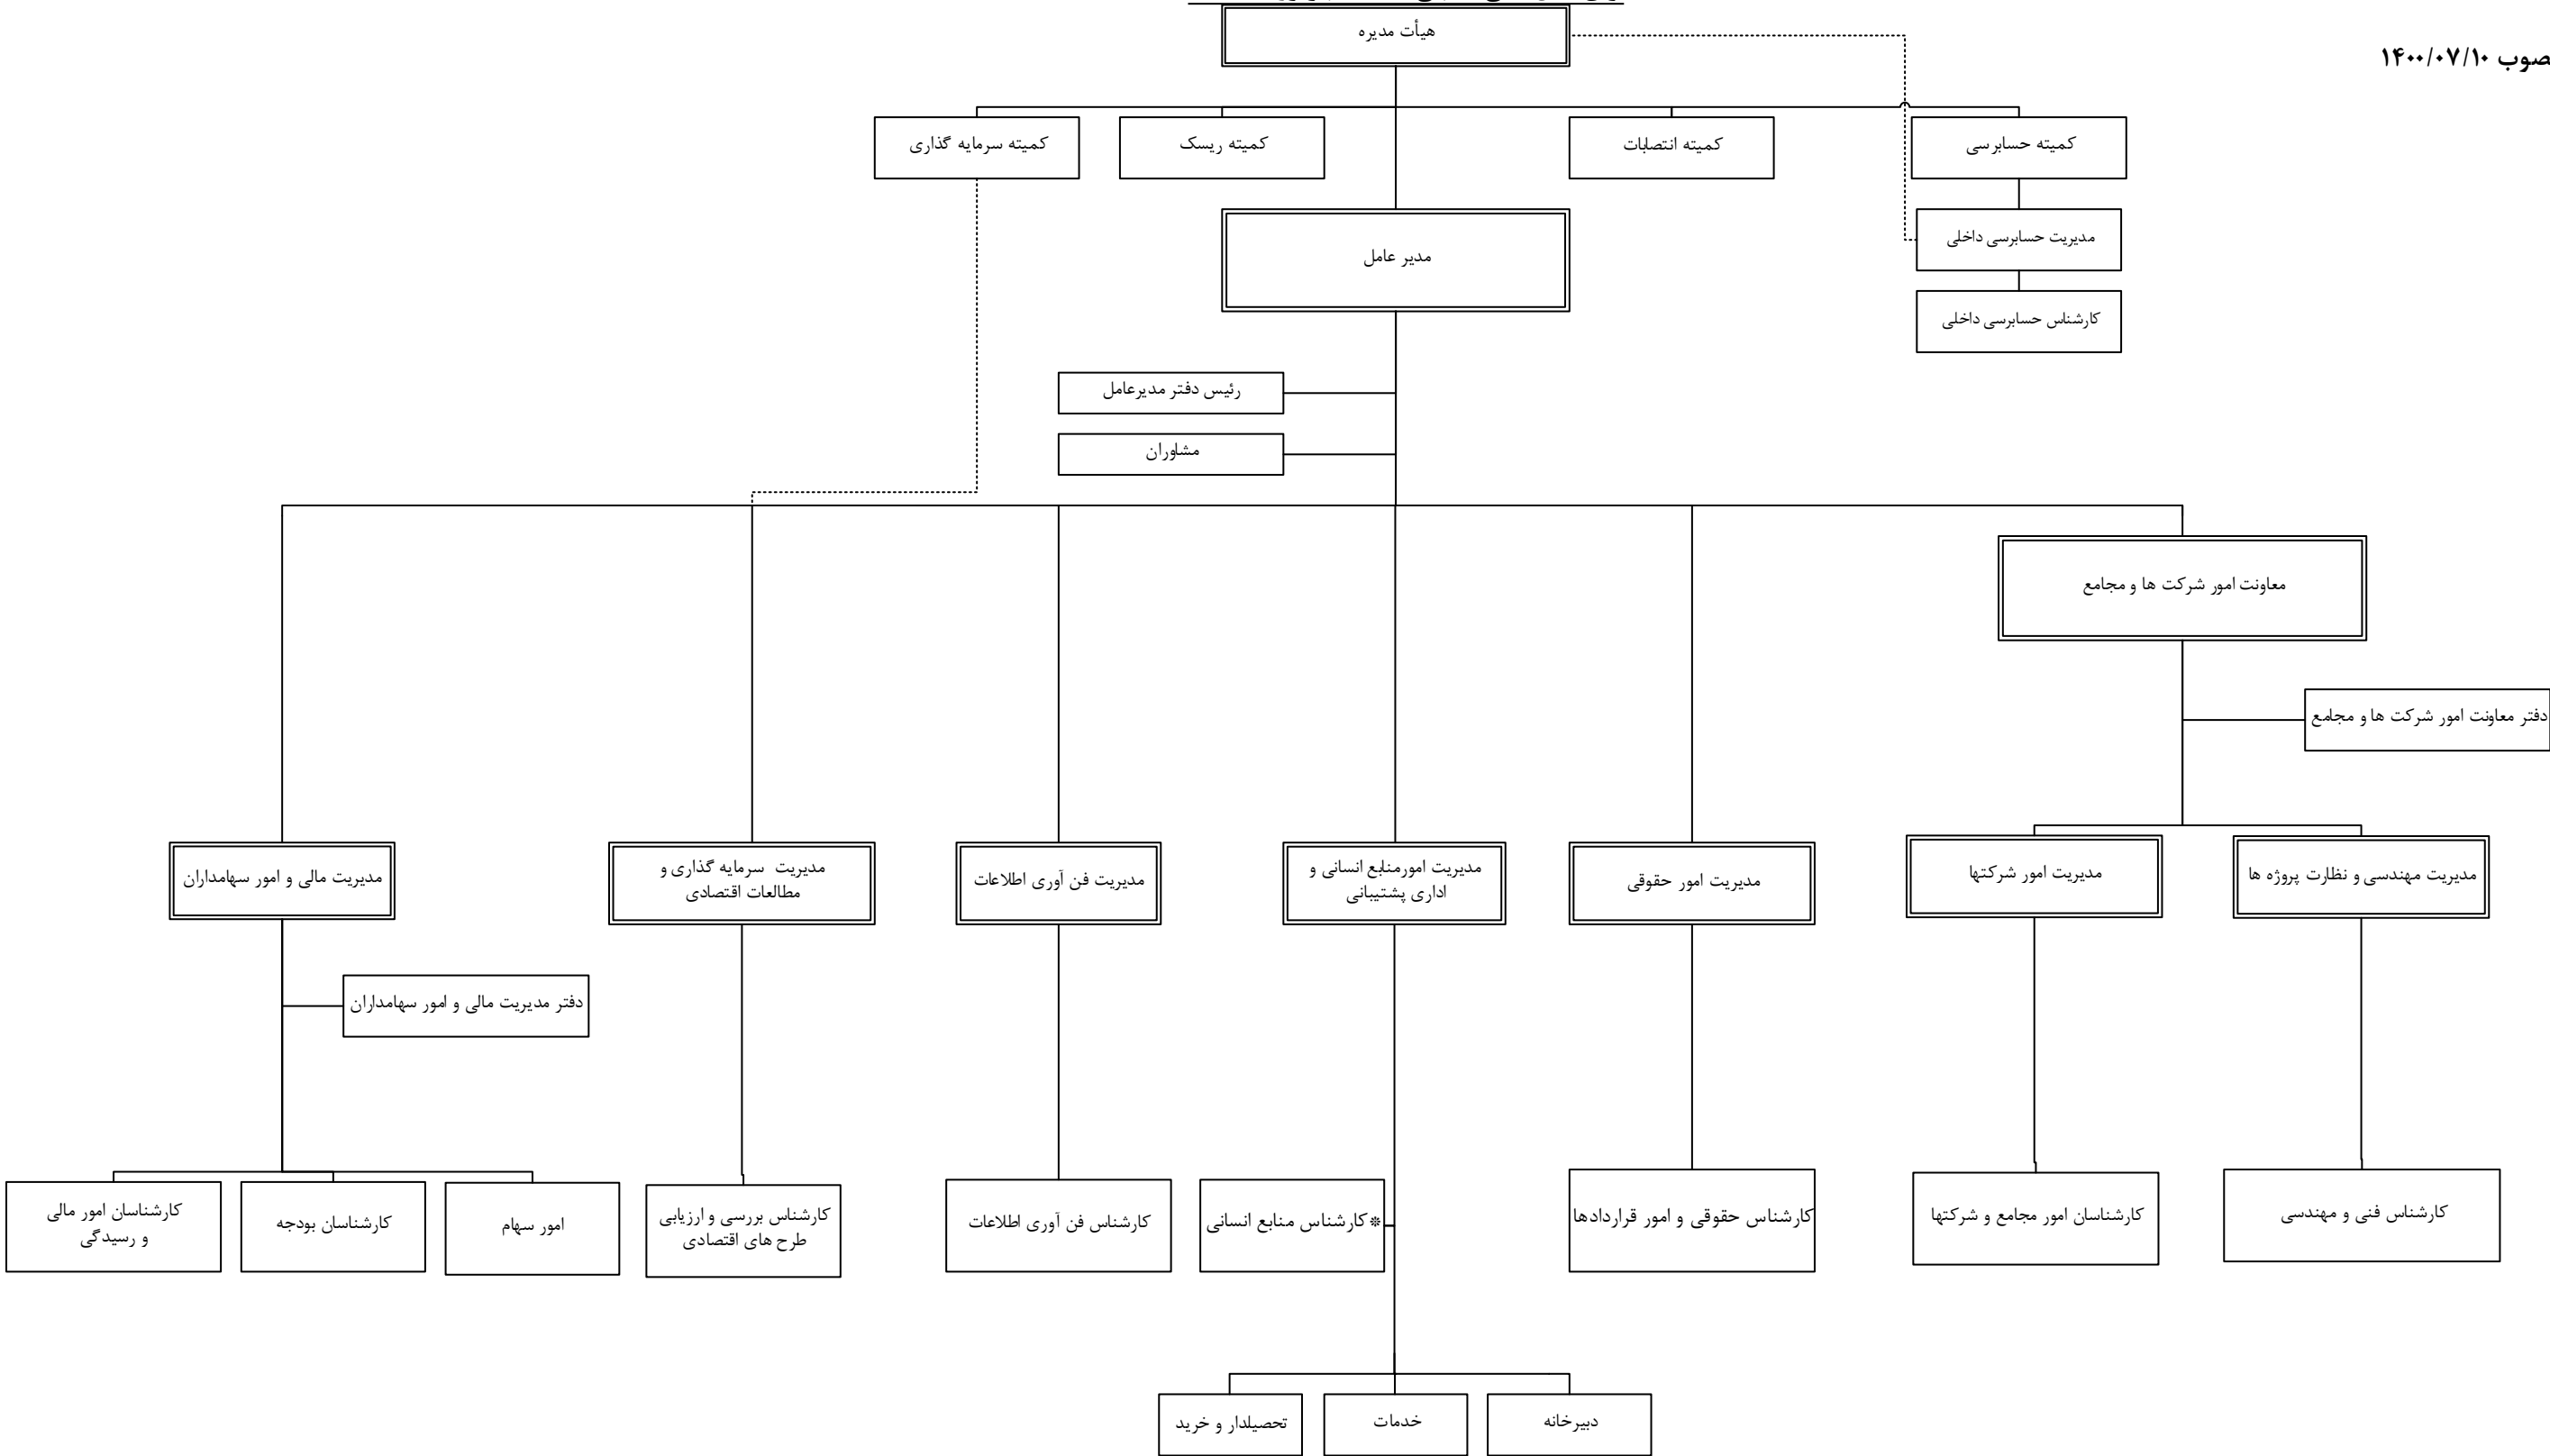 هیأت مدیره
مصوب ۱۴۰۰/۰۷/۱۰
کمیته حسابرسی
کمیته انتصابات
کمیته ریسک
کمیته سرمایه گذاری
مدیریت حسابرسی داخلی
مدیر عامل
کارشناس حسابرسی داخلی
رئیس دفتر مدیرعامل
مشاوران
معاونت امور شرکت ها و مجامع
دفتر معاونت امور شرکت ها و مجامع
مدیریت مهندسی و نظارت پروژه ها
مدیریت امور شرکتها
مدیریت امور حقوقی
مدیریت امورمنابع انسانی و
اداری پشتیبانی
مدیریت فن آوری اطلاعات
مدیریت سرمایه گذاری و
مطالعات اقتصادی
مدیریت مالی و امور سهامداران
دفتر مدیریت مالی و امور سهامداران
کارشناس فنی و مهندسی
کارشناسان امور مجامع و شرکتها
کارشناس حقوقی و امور قراردادها
*کارشناس منابع انسانی
کارشناس فن آوری اطلاعات
کارشناس بررسی و ارزیابی
طرح های اقتصادی
امور سهام
کارشناسان بودجه
کارشناسان امور مالی
و رسیدگی
دبیرخانه
خدمات
تحصیلدار و خرید